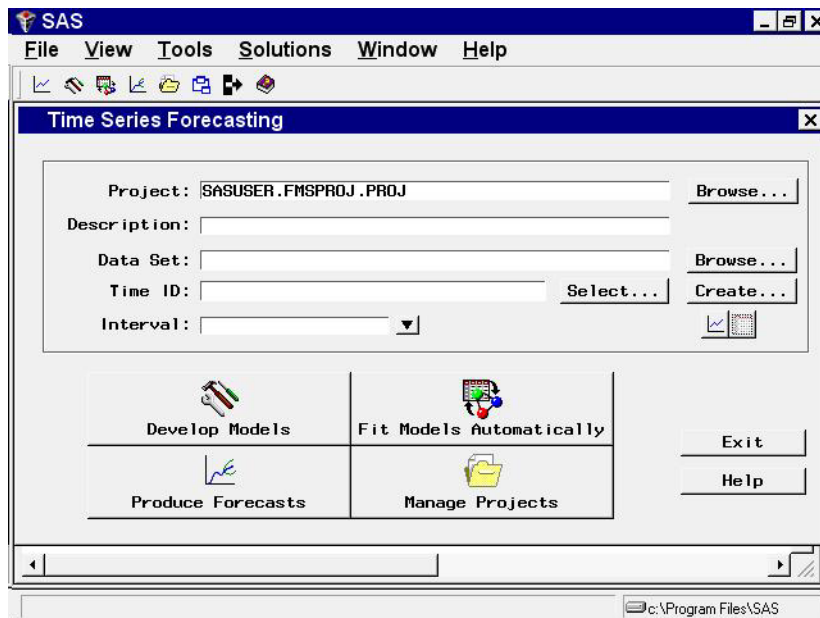 SAS
File View Tools Solutions Window Help
Time Series Forecasting
Project: SASUSER.FMSPROJ.PROJ Browse...
Description:
Data Set: Browse...
Time ID: Select... Create...
Interval:
Develop Models Fit Models Automatically
Exit
Produce Forecasts Manage Projects
Help
c:\Program Files\SAS